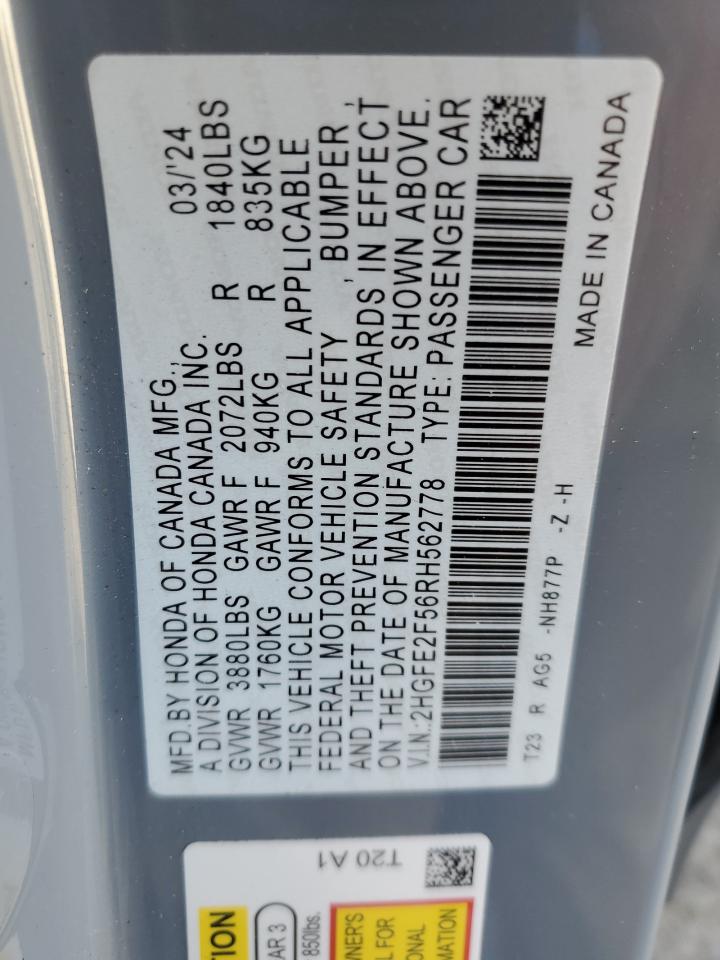 MFD.BY HONDA OF CANADA MFG., 03/'24
A DIVISION OF HONDA CANADA INC.
GVWR 3880LBS GAWR F 2072LBS R 1840LBS
GVWR 1760KG GAWR F 940KG R 835KG
THIS VEHICLE CONFORMS TO ALL APPLICABLE
FEDERAL MOTOR VEHICLE SAFETY , BUMPER ,
AND THEFT PREVENTION STANDARDS IN EFFECT
ON THE DATE OF MANUFACTURE SHOWN ABOVE.
V.I.N.:2HGFE2F56RH562778 TYPE: PASSENGER CAR
T23 R AG5 -NH877P -Z -H
MADE IN CANADA
T20 A1
850lbs.